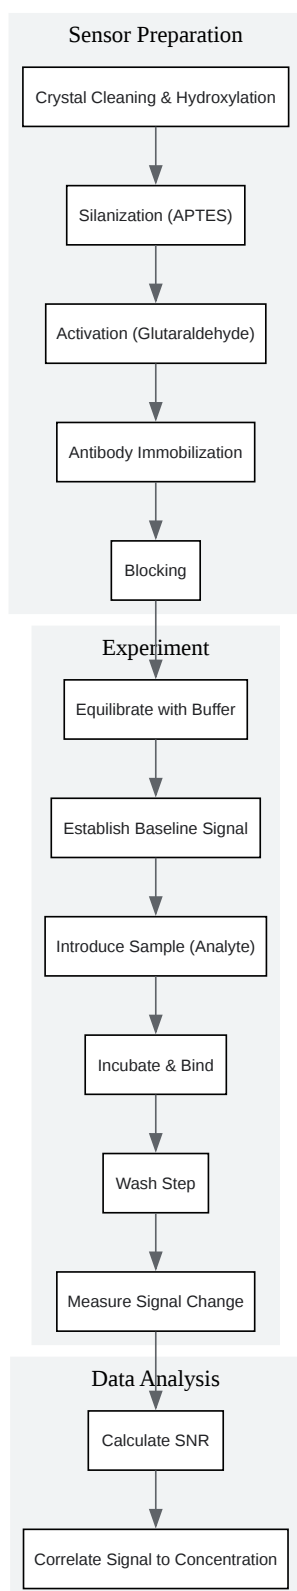 Sensor Preparation
Crystal Cleaning & Hydroxylation
Silanization (APTES)
Activation (Glutaraldehyde)
Antibody Immobilization
Blocking
Experiment
Equilibrate with Buffer
Establish Baseline Signal
Introduce Sample (Analyte)
Incubate & Bind
Wash Step
Measure Signal Change
Data Analysis
Calculate SNR
Correlate Signal to Concentration